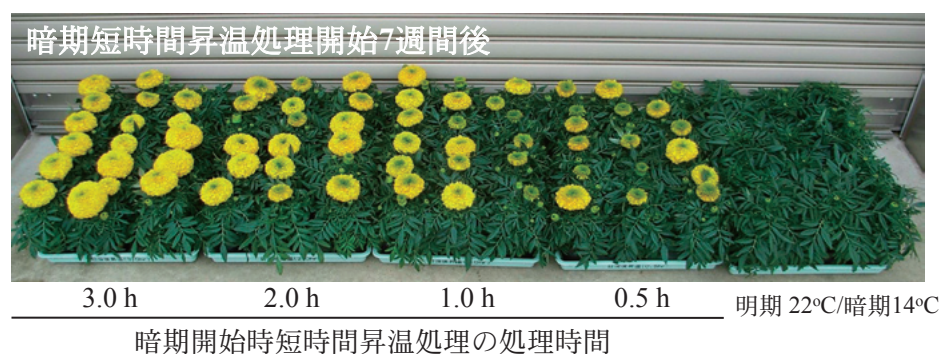 暗期短時間昇温処理開始7週間後
3.0 h 2.0 h 1.0 h 0.5 h 明期 22°C/暗期14°C
暗期開始時短時間昇温処理の処理時間